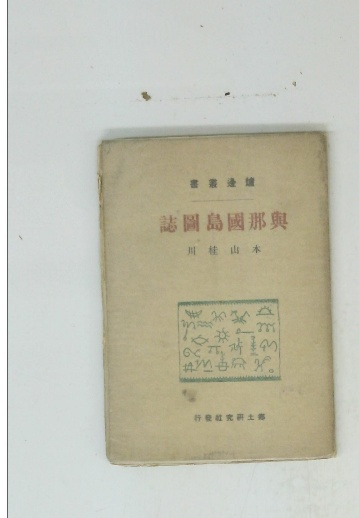 爐邊叢書
與那國島圖誌
本山桂川
郷土研究社發行